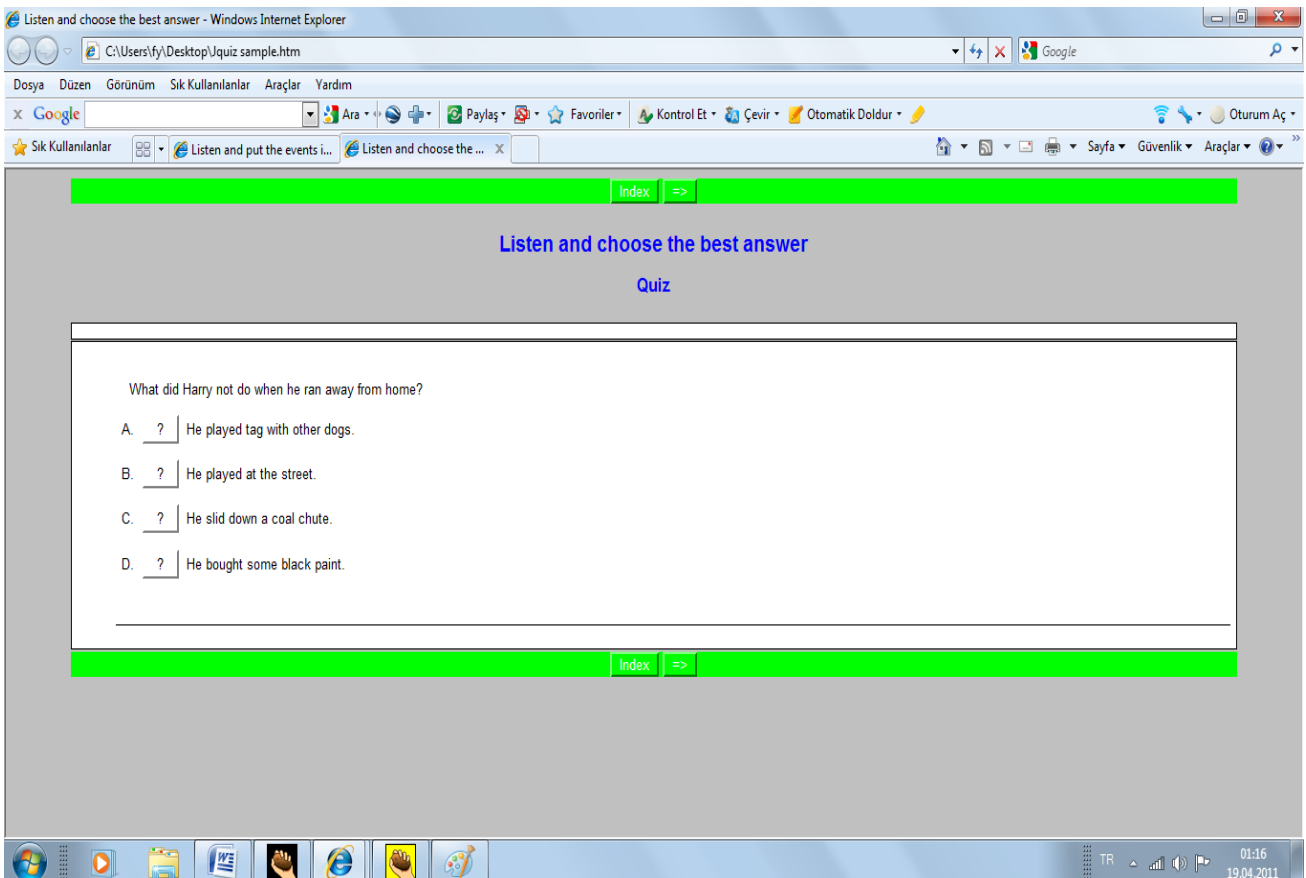 Listen and choose the best answer - Windows Internet Explorer
C:\Users\fy\Desktop\Jquiz sample.htm
Google
Dosya Düzen Görünüm Sık Kullanılanlar Araçlar Yardım
x Google Ara Paylaş Favoriler Kontrol Et Çevir Otomatik Doldur Oturum Aç
Sık Kullanılanlar Listen and put the events i... Listen and choose the ... x Sayfa Güvenlik Araçlar
Index =>
Listen and choose the best answer
Quiz
What did Harry not do when he ran away from home?
A. ? He played tag with other dogs.
B. ? He played at the street.
C. ? He slid down a coal chute.
D. ? He bought some black paint.
Index =>
TR 01:16
19.04.2011